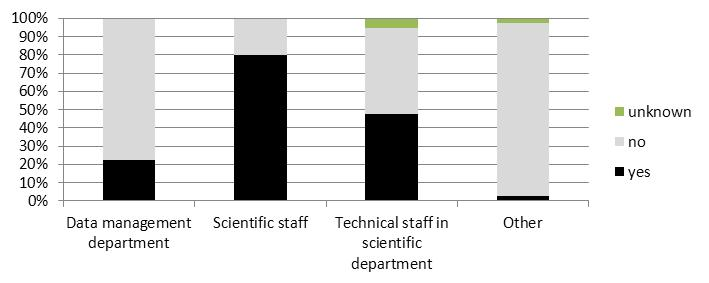 100%
90%
80%
70%
60%
50%
40%
30%
20%
10%
0%
Data management
department
Scientific staff
Technical staff in
scientific
department
Other
unknown
no
yes